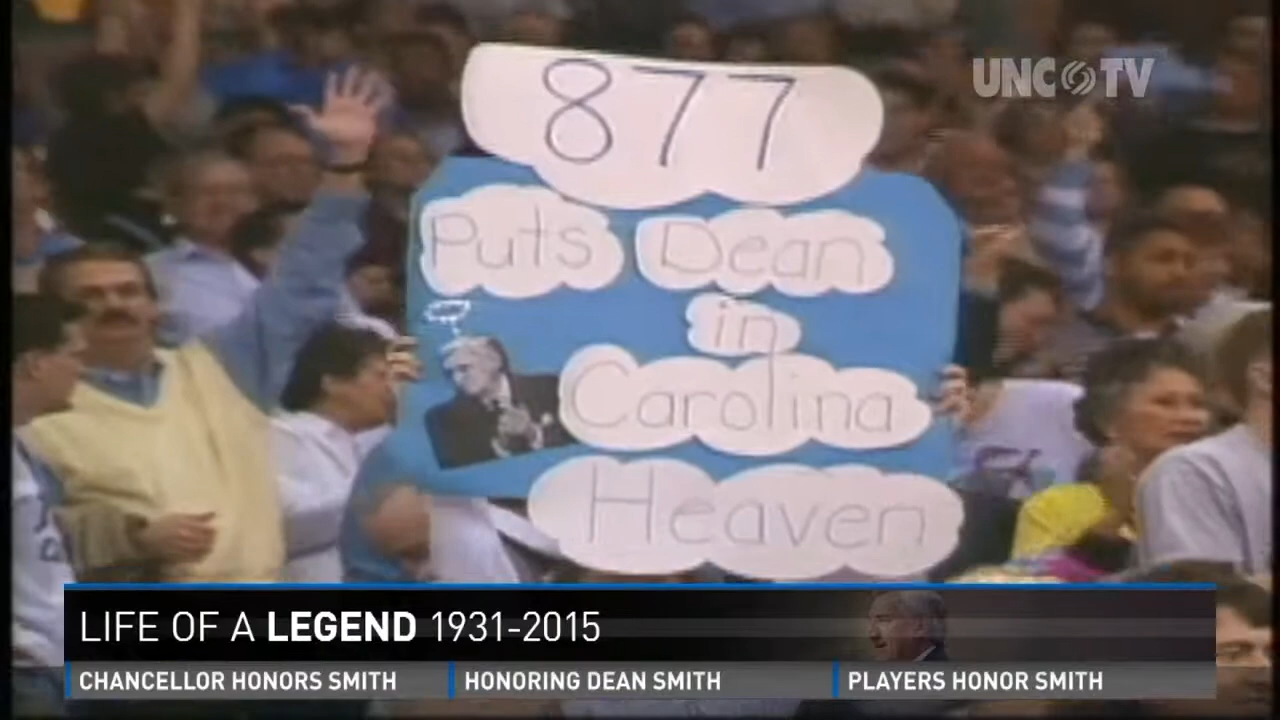 UNC TV
877
Puts Dean
in
Carolina
Heaven
LIFE OF A LEGEND 1931-2015
CHANCELLOR HONORS SMITH
HONORING DEAN SMITH
PLAYERS HONOR SMITH